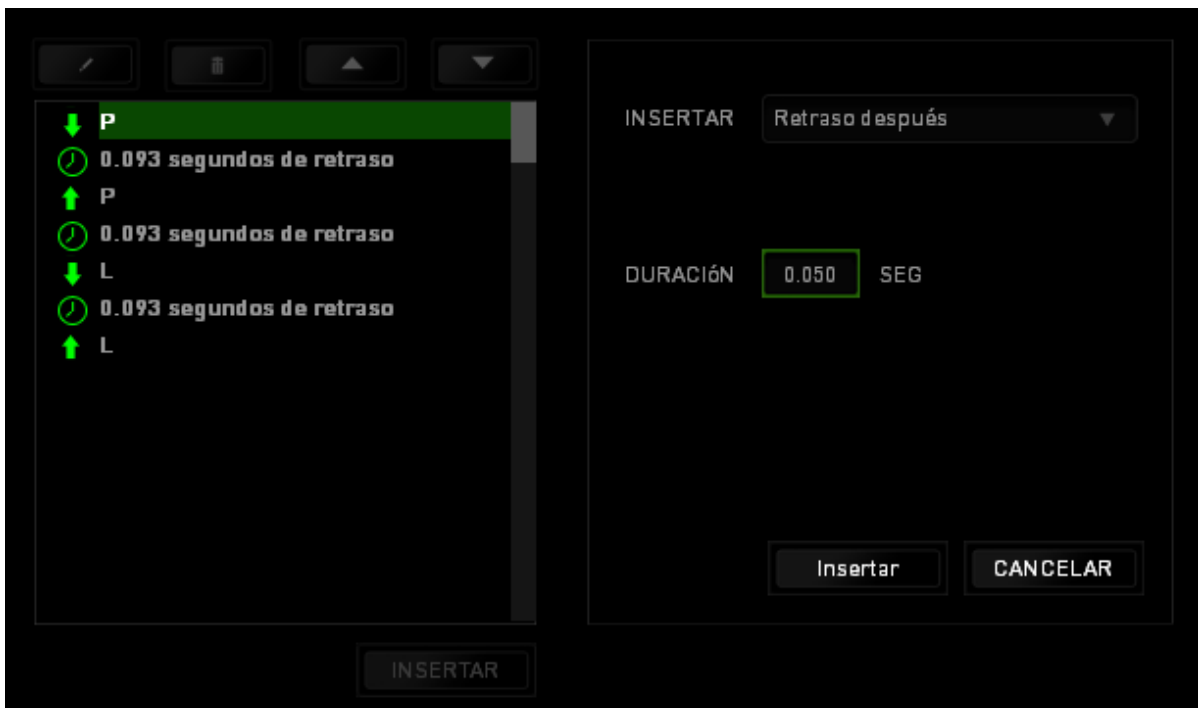 P
0.093 segundos de retraso
P
0.093 segundos de retraso
L
0.093 segundos de retraso
L
INSERTAR
INSERTAR Retraso después
DURACIóN 0.050 SEG
Insertar CANCELAR